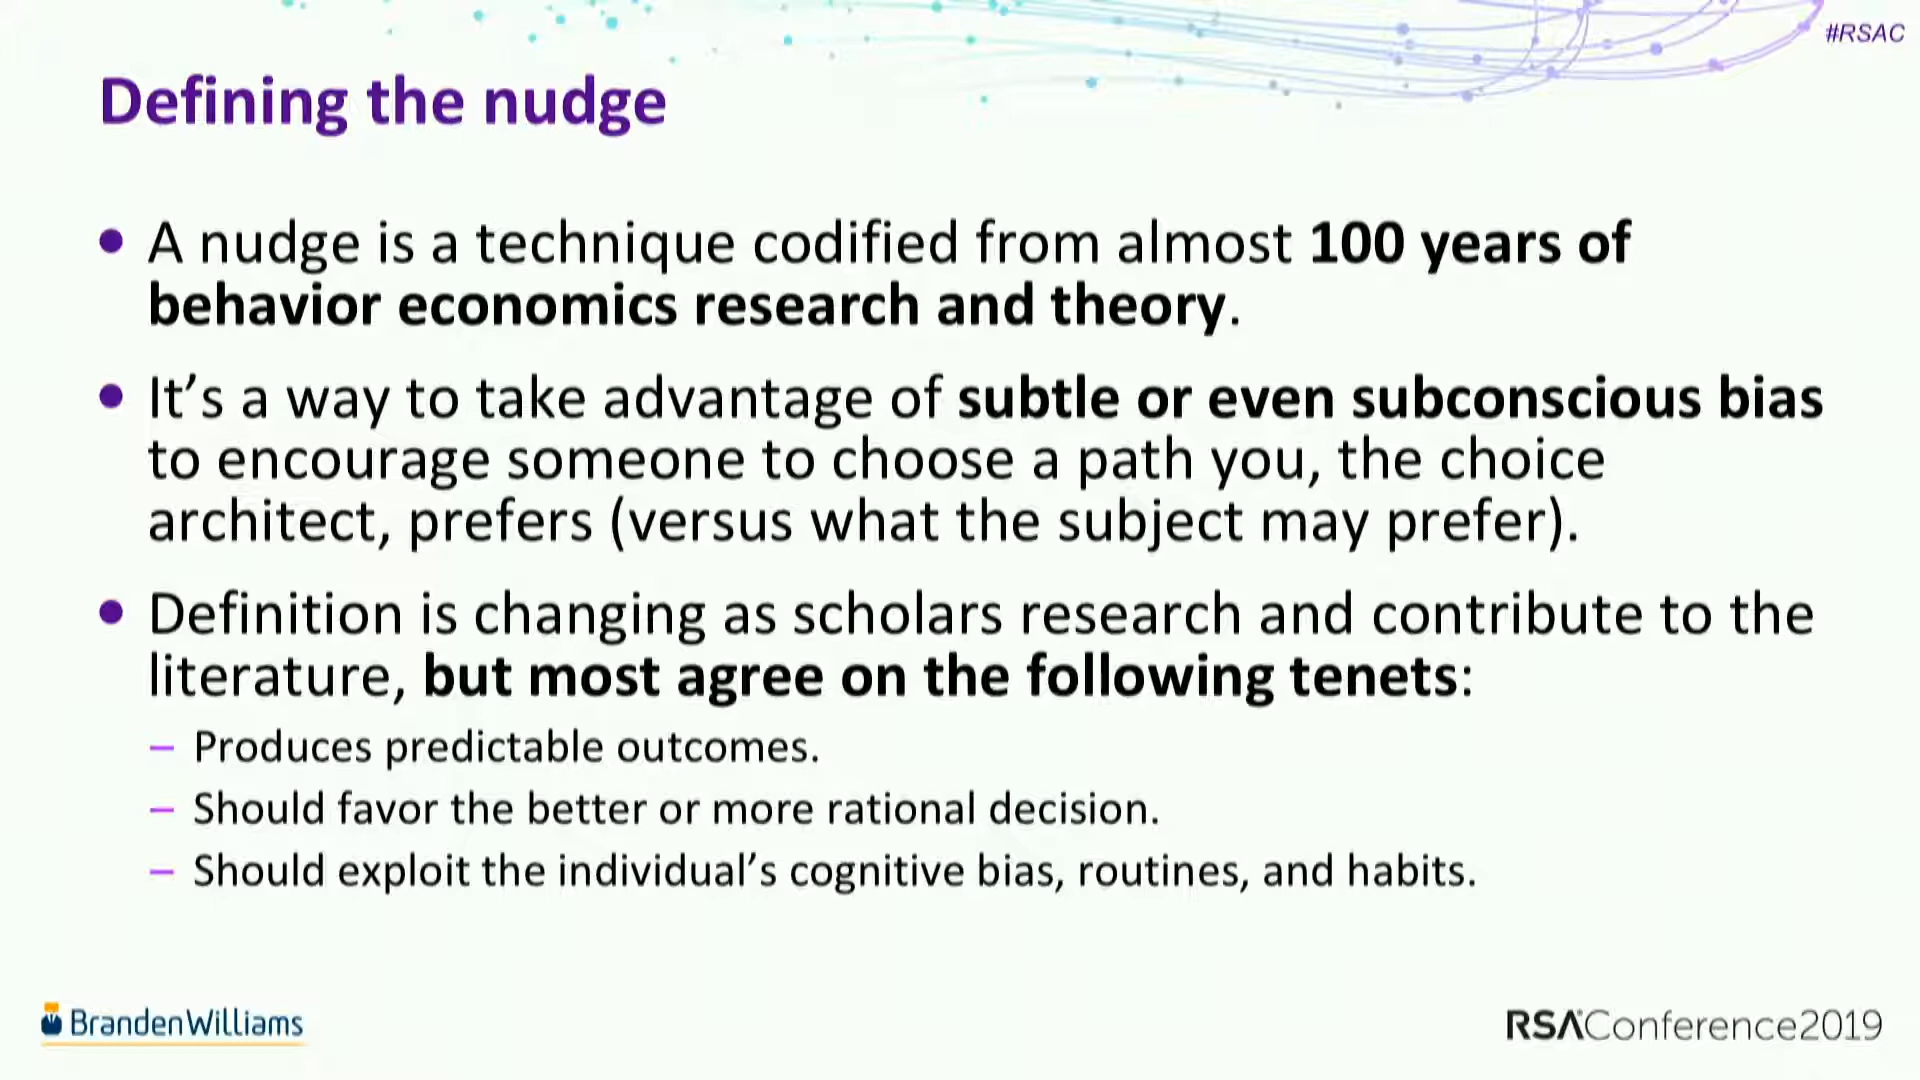 #RSAC
Defining the nudge
• A nudge is a technique codified from almost 100 years of
behavior economics research and theory.
• It’s a way to take advantage of subtle or even subconscious bias
to encourage someone to choose a path you, the choice
architect, prefers (versus what the subject may prefer).
• Definition is changing as scholars research and contribute to the
literature, but most agree on the following tenets:
– Produces predictable outcomes.
– Should favor the better or more rational decision.
– Should exploit the individual’s cognitive bias, routines, and habits.
BrandenWilliams
RSAConference2019